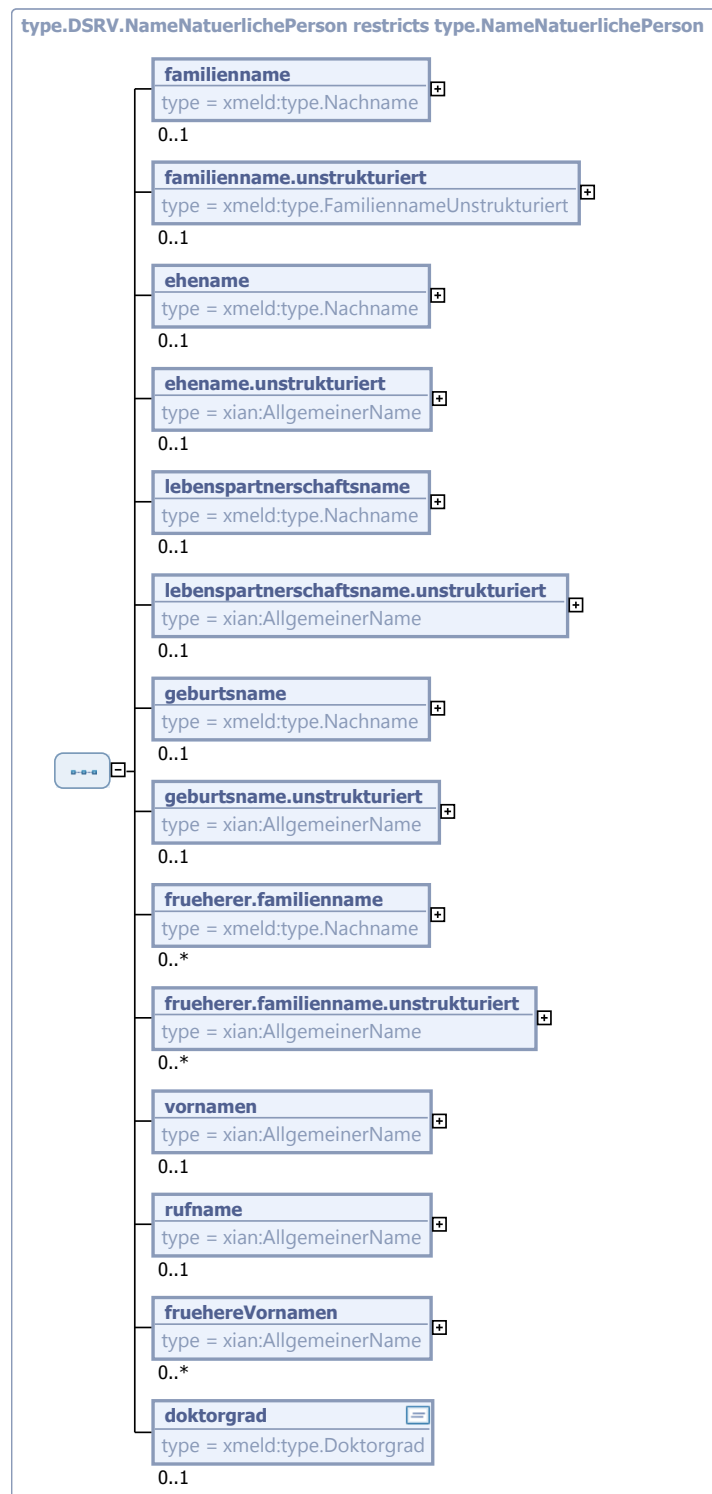 type.DSRV.NameNatuerlichePerson restricts type.NameNatuerlichPerson
familienname
type = xmeld:type.Nachname
0..1
familienname.unstrukturiert
type = xmeld:type.FamiliennameUnstrukturiert
0..1
ehename
type = xmeld:type.Nachname
0..1
ehename.unstrukturiert
type = xian:AllgemeinerName
0..1
lebenspartnerschaftsname
type = xmeld:type.Nachname
0..1
lebenspartnerschaftsname.unstrukturiert
type = xian:AllgemeinerName
0..1
geburtsname
type = xmeld:type.Nachname
0..1
geburtsname.unstrukturiert
type = xian:AllgemeinerName
0..1
frueherer.familienname
type = xmeld:type.Nachname
0..*
frueherer.familienname.unstrukturiert
type = xian:AllgemeinerName
0..*
vornamen
type = xian:AllgemeinerName
0..1
rufname
type = xian:AllgemeinerName
0..1
fruehereVornamen
type = xian:AllgemeinerName
0..*
doktorgrad
type = xmeld:type.Doktorgrad
0..1